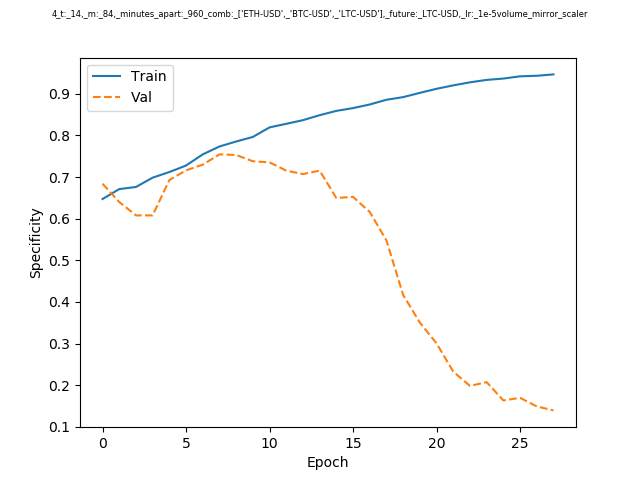 4_t:_14,_m:_84,_minutes_apart:_960_comb:_['ETH-USD',_'BTC-USD',_'LTC-USD'],_future:_LTC-USD,_lr:_1e-5volume_mirror_scaler
Train
Val
0.9
0.8
0.7
0.6
0.5
0.4
0.3
0.2
0.1
Specificity
0 5 10 15 20 25
Epoch